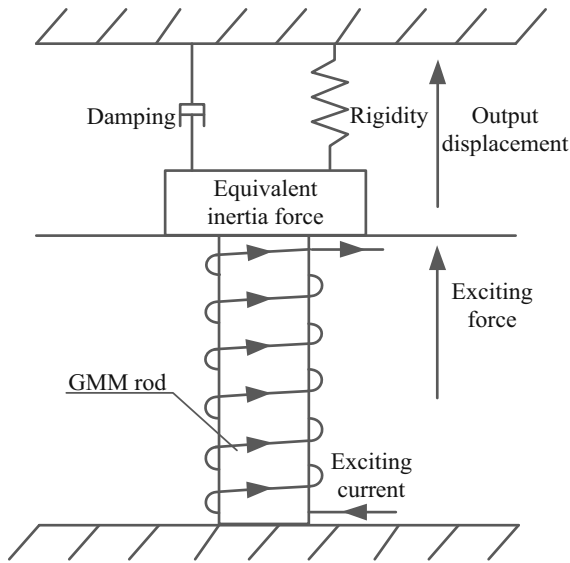 Damping
Rigidity
Output
displacement
Equivalent
inertia force
Exciting
force
GMM rod
Exciting
current